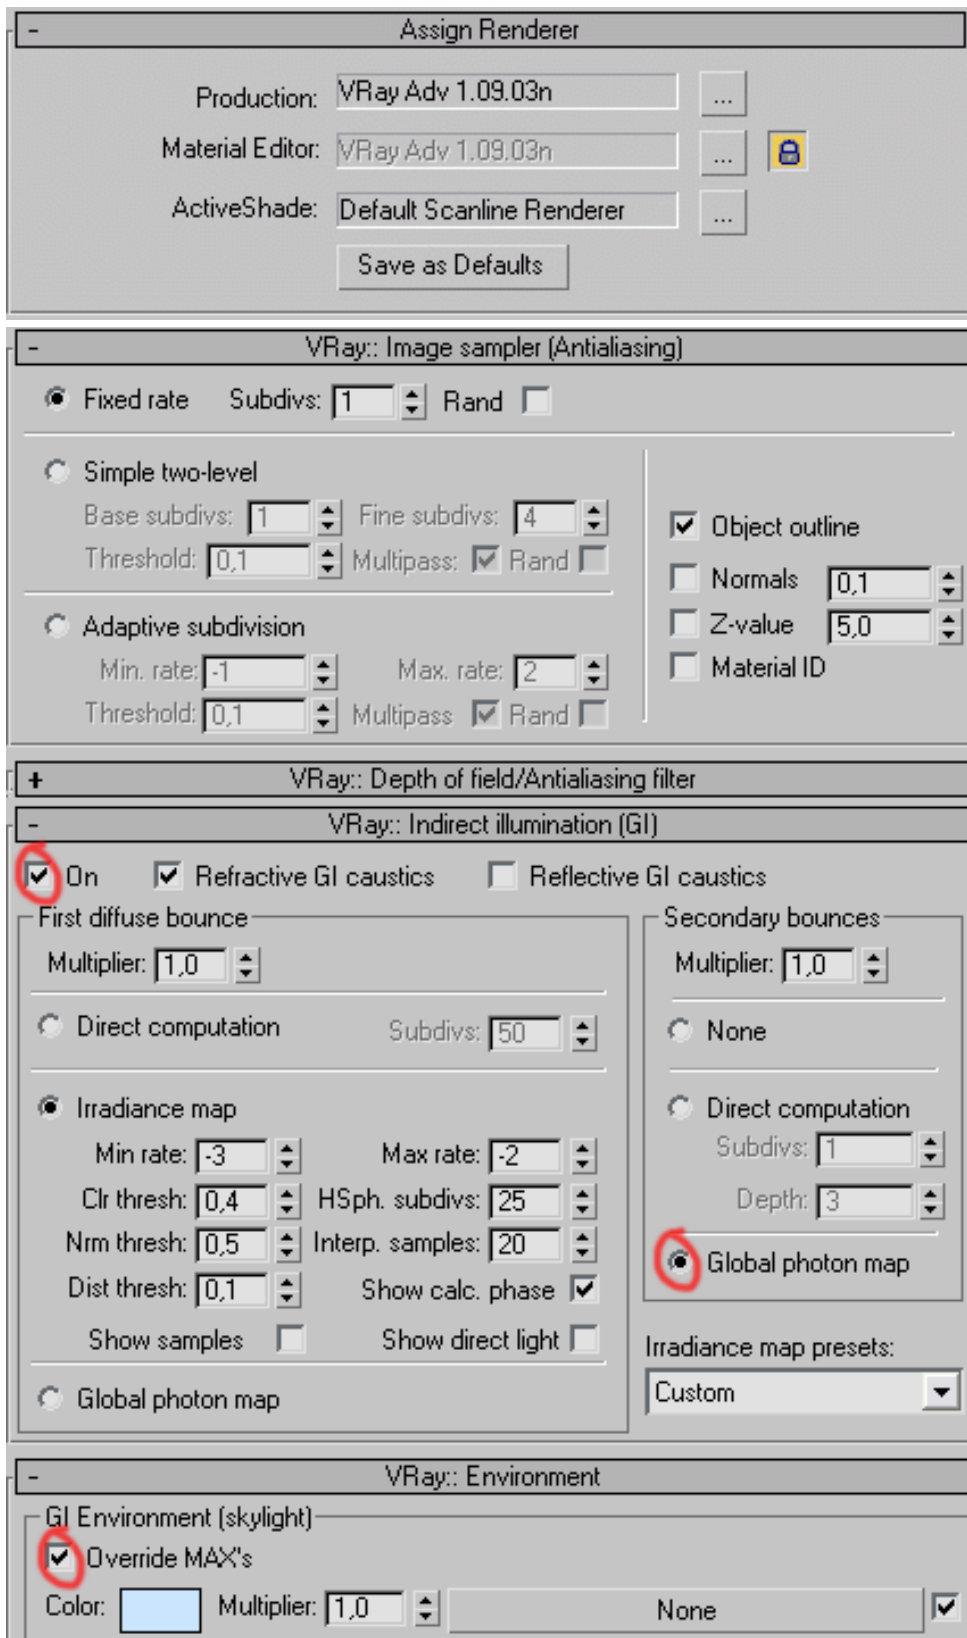 - Assign Renderer
Production: VRay Adv 1.09.03n ...
Material Editor: VRay Adv 1.09.03n ...
ActiveShade: Default Scanline Renderer ...
Save as Defaults
- VRay:: Image sampler (Antialiasing)
Fixed rate Subdivs: 1 Rand
Simple two-level
Base subdivs: 1 Fine subdivs: 4
Threshold: 0,1 Multipass: Rand
Adaptive subdivision
Min. rate: -1 Max. rate: 2
Threshold: 0,1 Multipass Rand
Object outline
Normals 0,1
Z-value 5,0
Material ID
+ VRay:: Depth of field/Antialiasing filter
- VRay:: Indirect illumination (GI)
On Refractive GI caustics Reflective GI caustics
First diffuse bounce
Multiplier: 1,0
Direct computation Subdivs: 50
Irradiance map
Min rate: -3 Max rate: -2
Clr thresh: 0,4 HSph. subdivs: 25
Nrm thresh: 0,5 Interp. samples: 20
Dist thresh: 0,1 Show calc. phase
Show samples Show direct light
Global photon map
Secondary bounces
Multiplier: 1,0
None
Direct computation
Subdivs: 1
Depth: 3
Global photon map
Irradiance map presets:
Custom
- VRay:: Environment
GI Environment (skylight)
Override MAX's
Color: Multiplier: 1,0 None